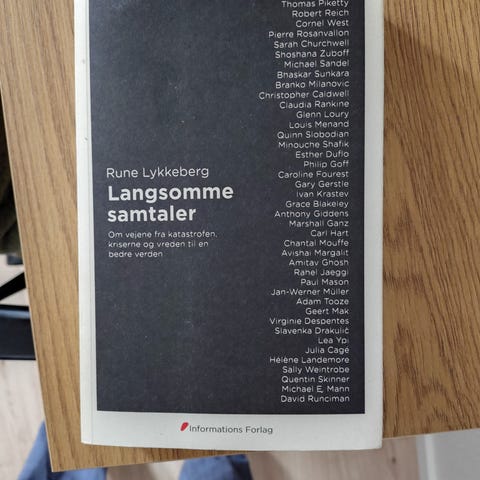 Thomas Piketty
Robert Reich
Cornel West
Pierre Rosanvallon
Sarah Churchwell
Shoshana Zuboff
Michael Sandel
Bhaskar Sunkara
Branko Milanovic
Christopher Caldwell
Claudia Rankine
Glenn Loury
Louis Menand
Quinn Slobodian
Minouche Shafik
Esther Duflo
Philip Goff
Caroline Fourest
Gary Gerstle
Ivan Krastev
Grace Blakeley
Anthony Giddens
Marshall Ganz
Carl Hart
Chantal Mouffe
Avishai Margalit
Amitav Ghosh
Rahel Jaeggi
Paul Mason
Jan-Werner Müller
Adam Tooze
Geert Mak
Virginie Despentes
Slavenka Drakulić
Lea Ypi
Julia Cagé
Hélène Landemore
Sally Weintrobe
Quentin Skinner
Michael E. Mann
David Runciman
Rune Lykkeberg
Langsomme
samtaler
Om vejene fra katastrofen,
kriserne og vreden til en
bedre verden
Informations Forlag